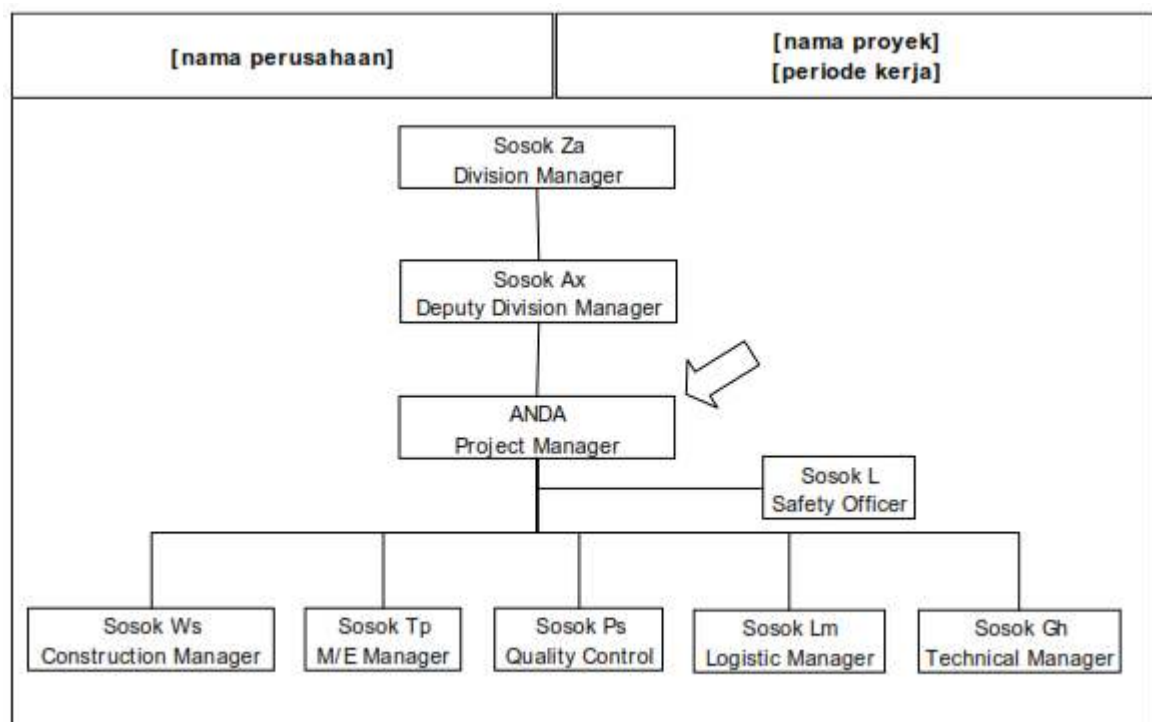 [nama perusahaan]
[nama proyek]
[periode kerja]
Sosok Za
Division Manager
Sosok Ax
Deputy Division Manager
ANDA
Project Manager
Sosok L
Safety Officer
Sosok Ws
Construction Manager
Sosok Tp
M/E Manager
Sosok Ps
Quality Control
Sosok Lm
Logistic Manager
Sosok Gh
Technical Manager